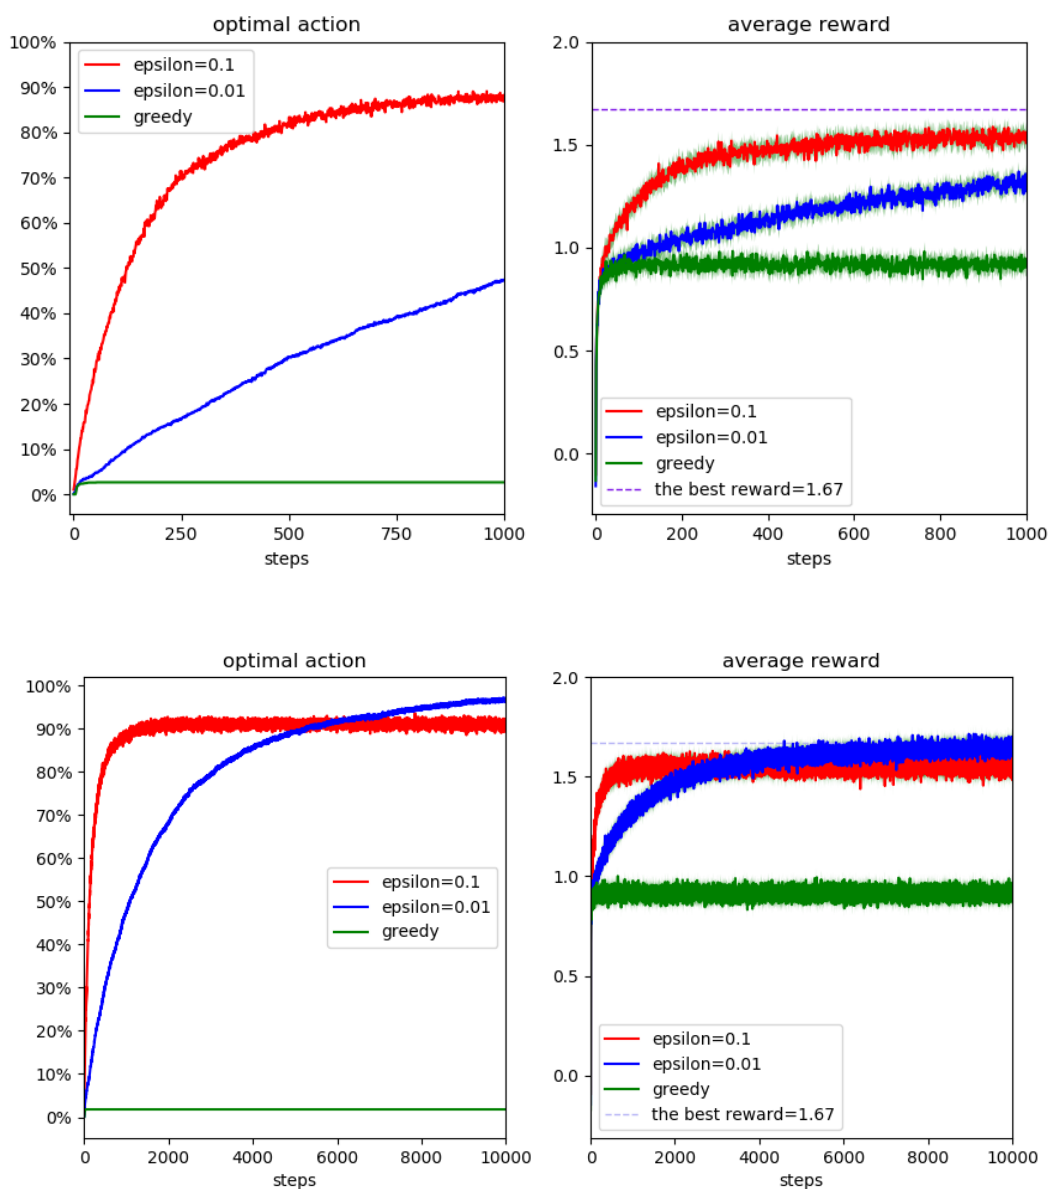 optimal action
100%
90%
80%
70%
60%
50%
40%
30%
20%
10%
0%
epsilon=0.1
epsilon=0.01
greedy
0 250 500 750 1000
steps
average reward
2.0
1.5
1.0
0.5
0.0
epsilon=0.1
epsilon=0.01
greedy
the best reward=1.67
0 200 400 600 800 1000
steps
optimal action
100%
90%
80%
70%
60%
50%
40%
30%
20%
10%
0%
epsilon=0.1
epsilon=0.01
greedy
0 2000 4000 6000 8000 10000
steps
average reward
2.0
1.5
1.0
0.5
0.0
epsilon=0.1
epsilon=0.01
greedy
the best reward=1.67
0 2000 4000 6000 8000 10000
steps